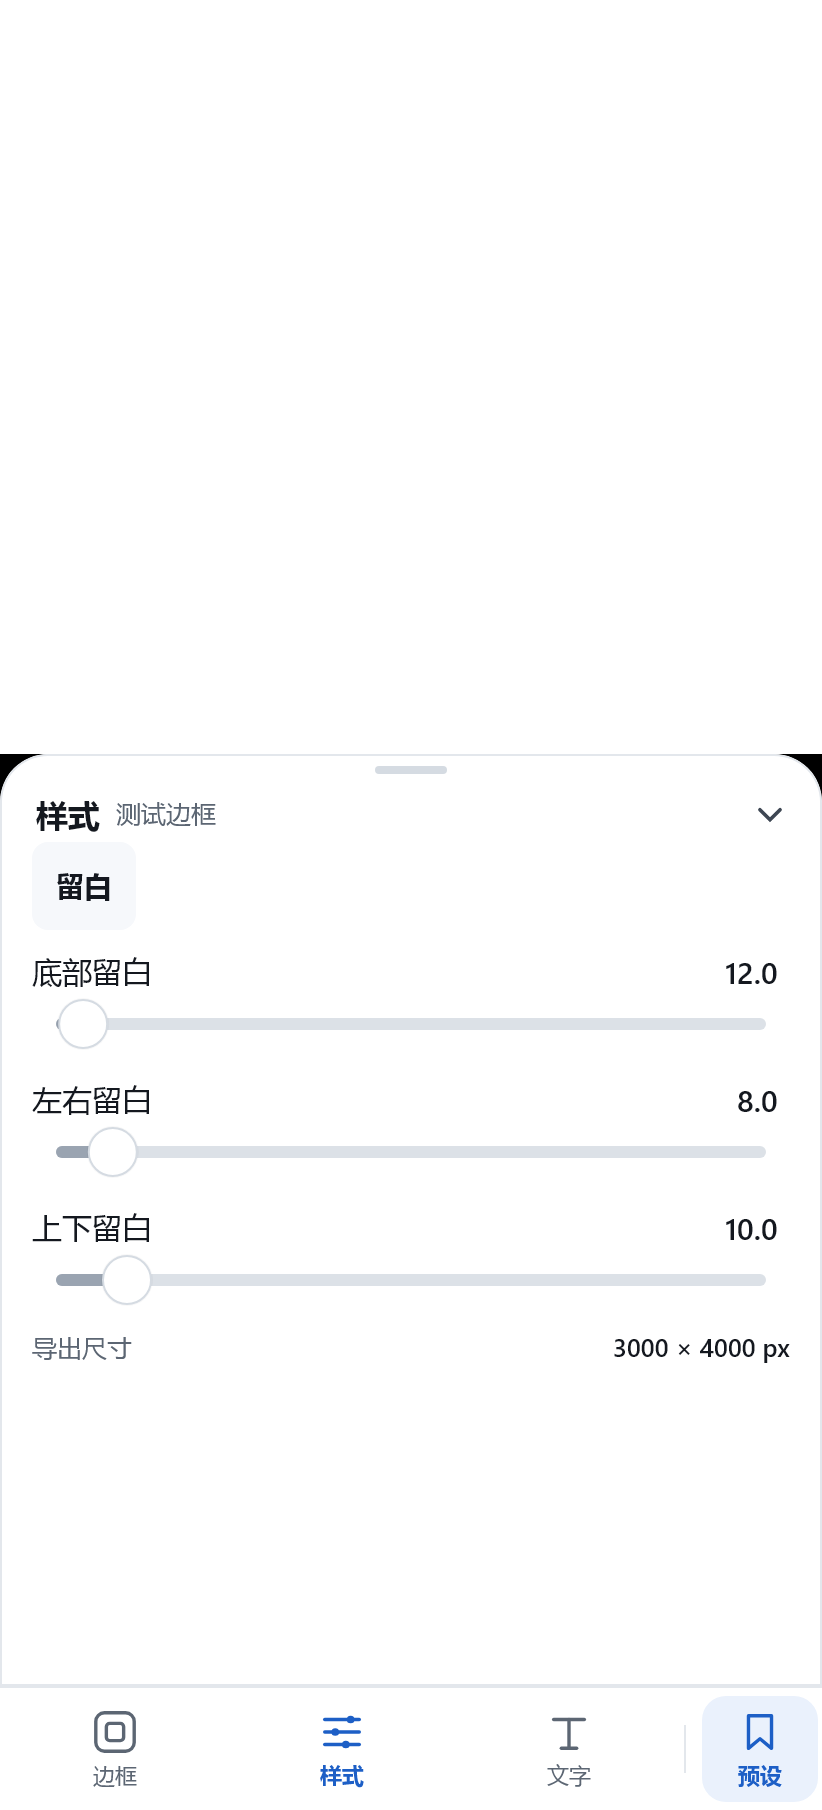 样式 测试边框
留白
底部留白 12.0
左右留白 8.0
上下留白 10.0
导出尺寸 3000 × 4000 px
边框 样式 文字 预设